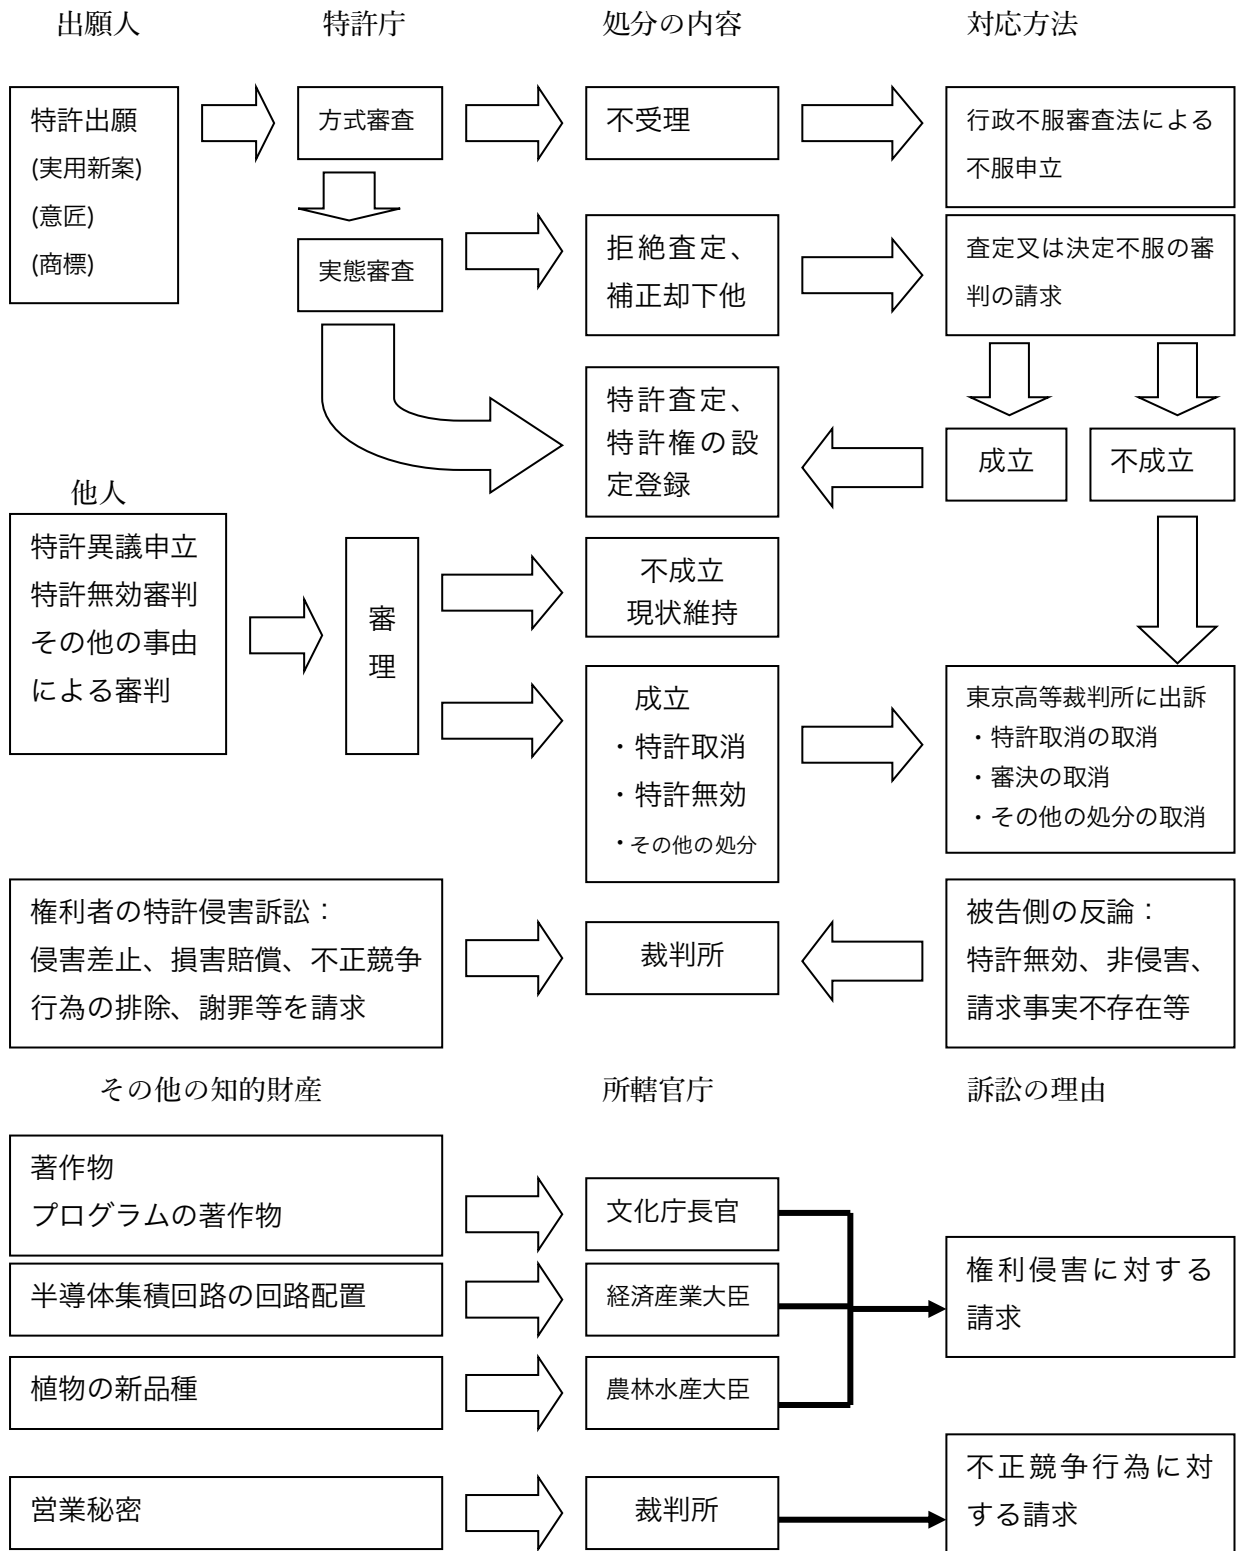 出願人
特許庁
処分の内容
対応方法
特許出願
(実用新案)
(意匠)
(商標)
方式審査
不受理
行政不服審査法による
不服申立
実態審査
拒絶査定、
補正却下他
査定叉は決定不服の審
判の請求
特許査定、
特許権の設
定登録
成立
不成立
他人
特許異議申立
特許無効審判
その他の事由
による審判
審
理
不成立
現状維持
成立
・特許取消
・特許無効
・その他の処分
東京高等裁判所に出訴
・特許取消の取消
・審決の取消
・その他の処分の取消
権利者の特許侵害訴訟：
侵害差止、損害賠償、不正競争
行為の排除、謝罪等を請求
裁判所
被告側の反論：
特許無効、非侵害、
請求事実不存在等
その他の知的財産
所轄官庁
訴訟の理由
著作物
プログラムの著作物
文化庁長官
半導体集積回路の回路配置
経済産業大臣
権利侵害に対する
請求
植物の新品種
農林水産大臣
営業秘密
裁判所
不正競争行為に対
する請求